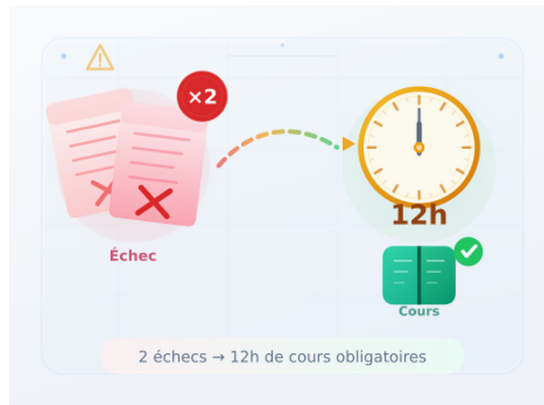 ×2
Échec
12h
Cours
2 échecs → 12h de cours obligatoires